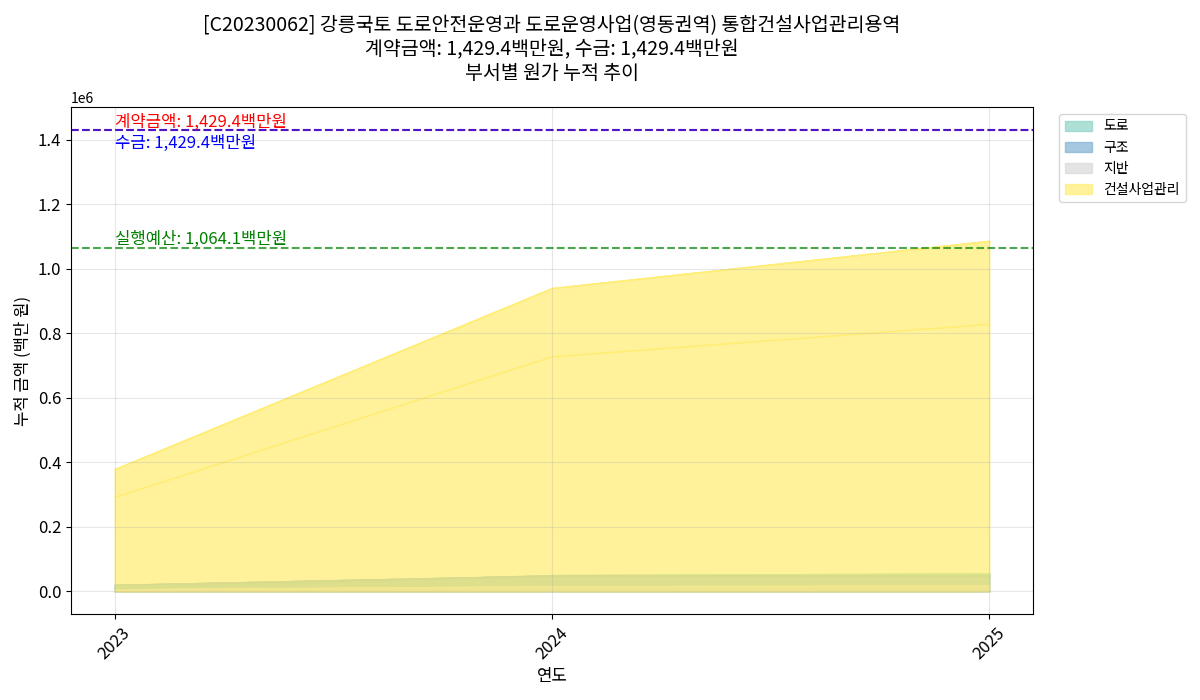 [C20230062] 강릉국토 도로안전운영과 도로운영사업(영동권역) 통합건설사업관리용역
계약금액: 1,429.4백만원, 수금: 1,429.4백만원
부서별 원가 누적 추이
1e6
계약금액: 1,429.4백만원
수금: 1,429.4백만원
실행예산: 1,064.1백만원
1.4
1.2
1.0
0.8
0.6
0.4
0.2
0.0
누적 금액 (백만 원)
2023
2024
2025
연도
도로
구조
지반
건설사업관리